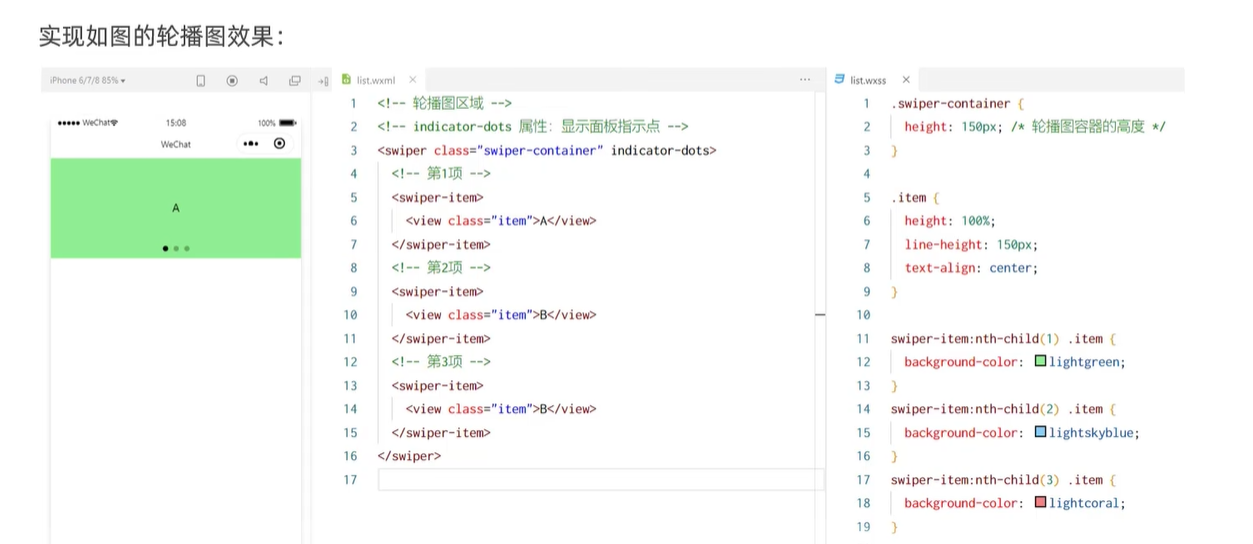 实现如图的轮播图效果：
iPhone 6/7/8 85%
WeChat
15:08
100%
WeChat
A
list.wxml
1 <!-- 轮播图区域 -->
2 <!-- indicator-dots 属性：显示面板指示点 -->
3 <swiper class="swiper-container" indicator-dots>
4 <!-- 第1项 -->
5 <swiper-item>
6 <view class="item">A</view>
7 </swiper-item>
8 <!-- 第2项 -->
9 <swiper-item>
10 <view class="item">B</view>
11 </swiper-item>
12 <!-- 第3项 -->
13 <swiper-item>
14 <view class="item">B</view>
15 </swiper-item>
16 </swiper>
17
list.wxss
1 .swiper-container {
2 height: 150px; /* 轮播图容器的高度 */
3 }
4
5 .item {
6 height: 100%;
7 line-height: 150px;
8 text-align: center;
9 }
10
11 swiper-item:nth-child(1) .item {
12 background-color: lightgreen;
13 }
14 swiper-item:nth-child(2) .item {
15 background-color: lightskyblue;
16 }
17 swiper-item:nth-child(3) .item {
18 background-color: lightcoral;
19 }